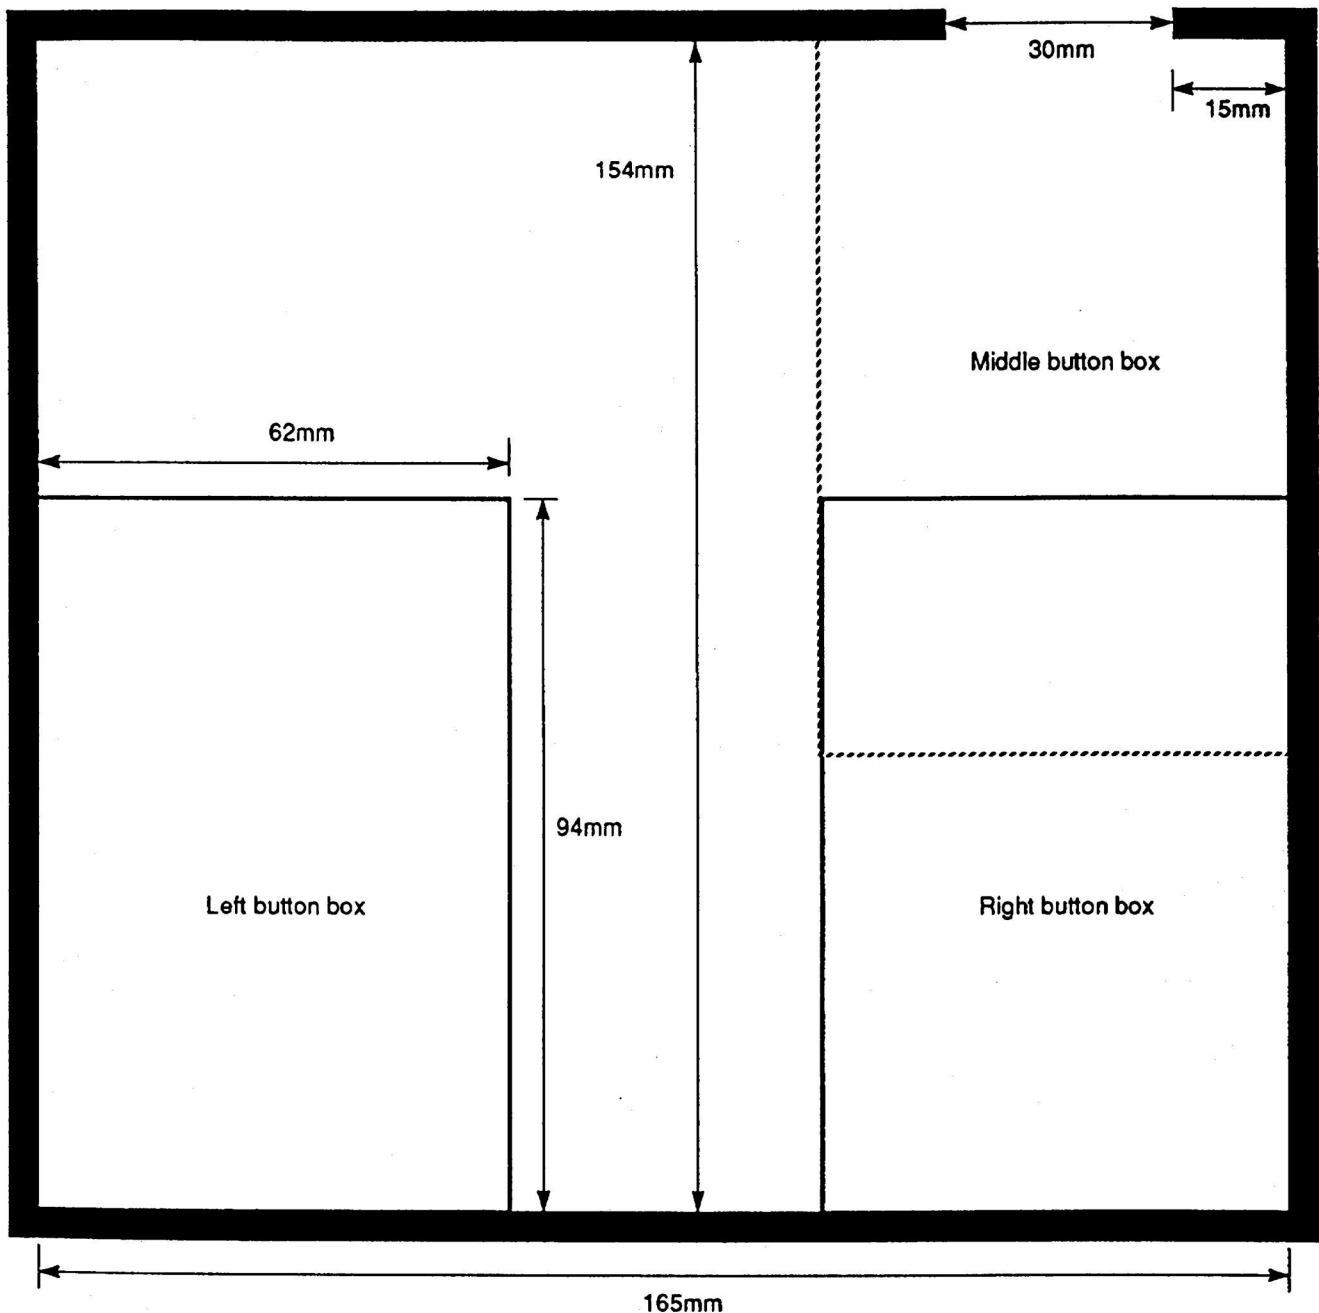 30mm
15mm
154mm
Middle button box
62mm
94mm
Left button box
Right button box
165mm